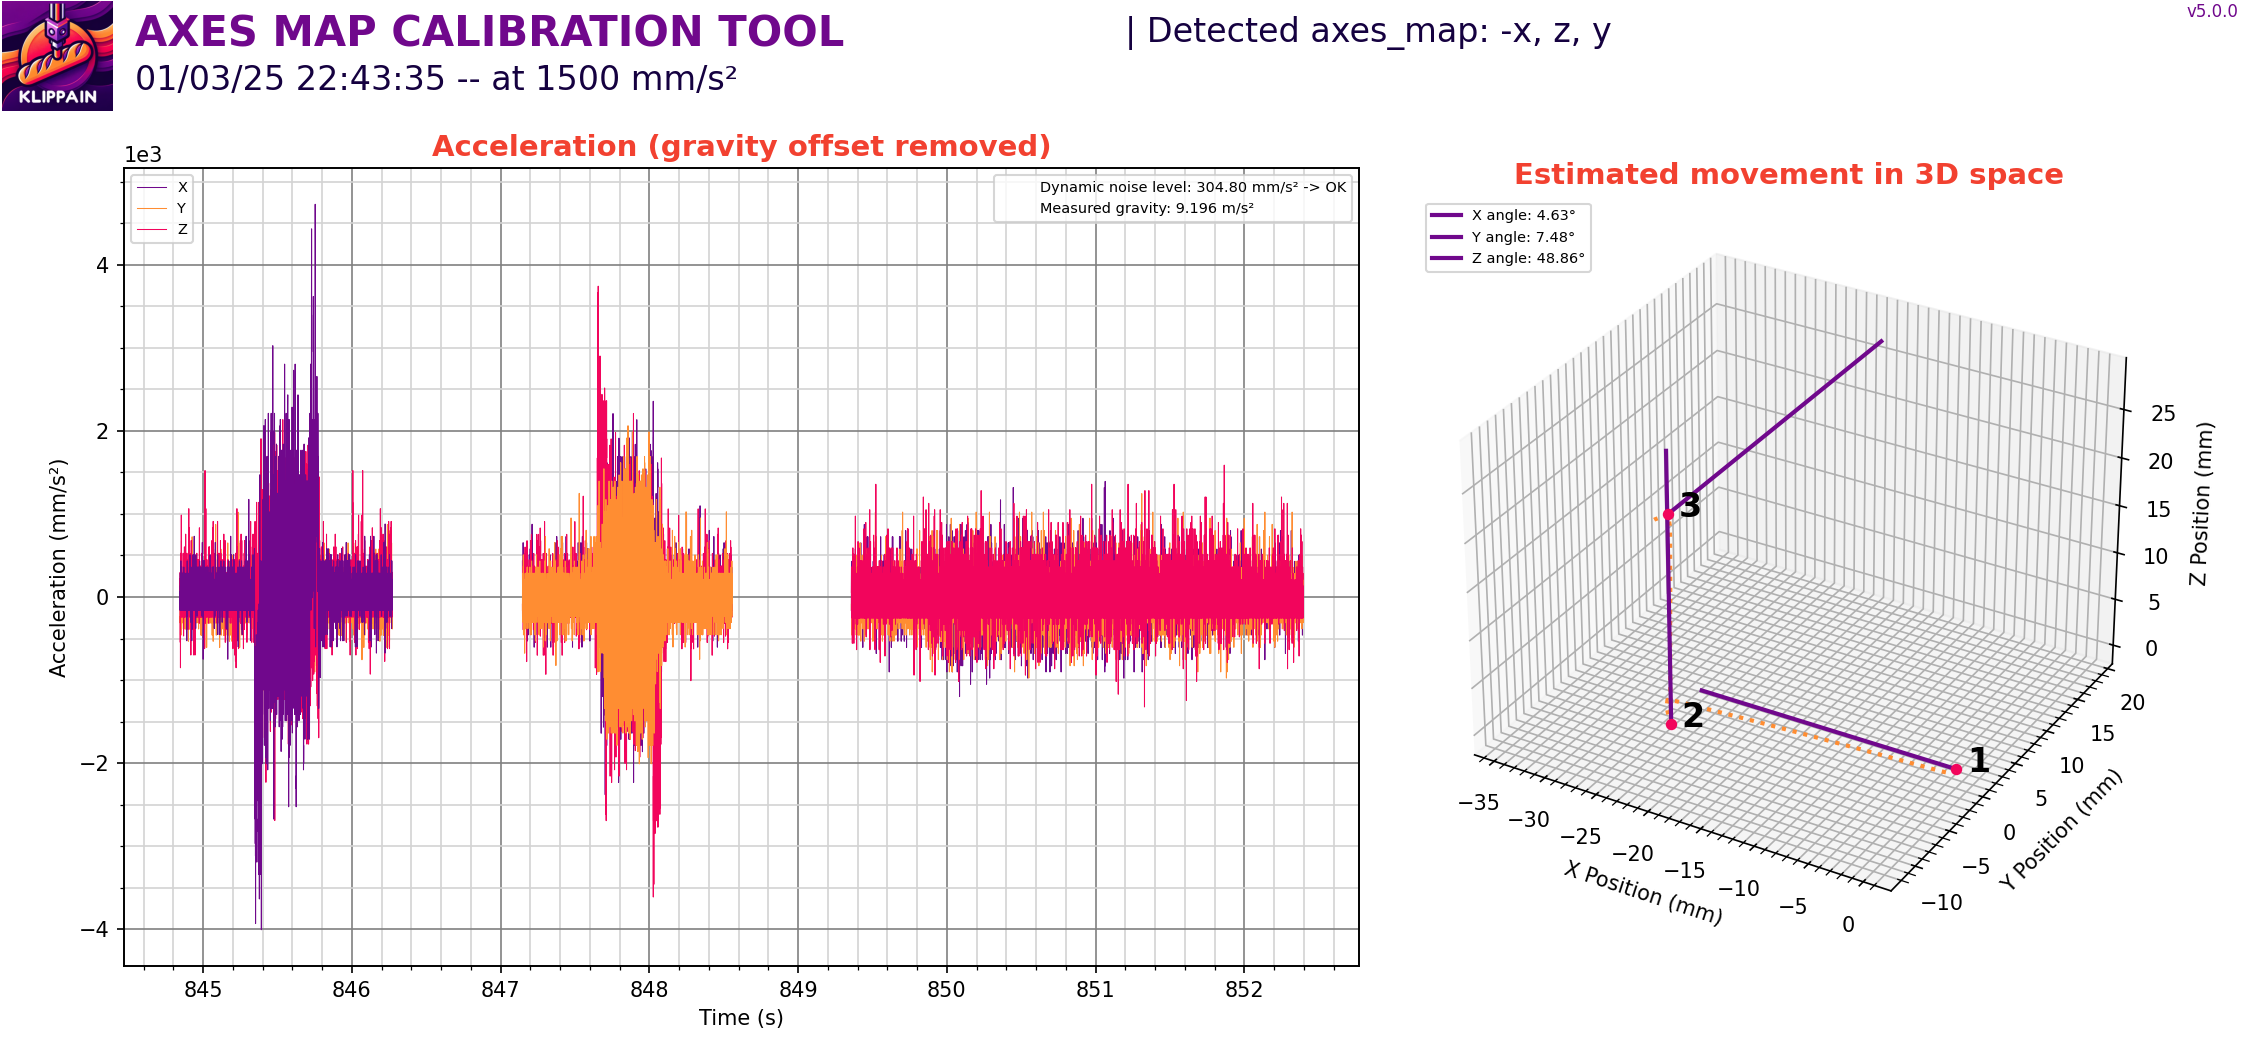 KLIPPAIN
AXES MAP CALIBRATION TOOL
| Detected axes_map: -x, z, y
v5.0.0
01/03/25 22:43:35 -- at 1500 mm/s²
Acceleration (gravity offset removed)
1e3
X
Y
Z
Dynamic noise level: 304.80 mm/s² -> OK
Measured gravity: 9.196 m/s²
4
2
0
−2
−4
Acceleration (mm/s²)
845
846
847
848
849
850
851
852
Time (s)
Estimated movement in 3D space
X angle: 4.63°
Y angle: 7.48°
Z angle: 48.86°
3
2
1
25
20
15
10
5
0
Z Position (mm)
20
15
10
5
0
−5
−10
Y Position (mm)
−35
−30
−25
−20
−15
−10
−5
0
X Position (mm)